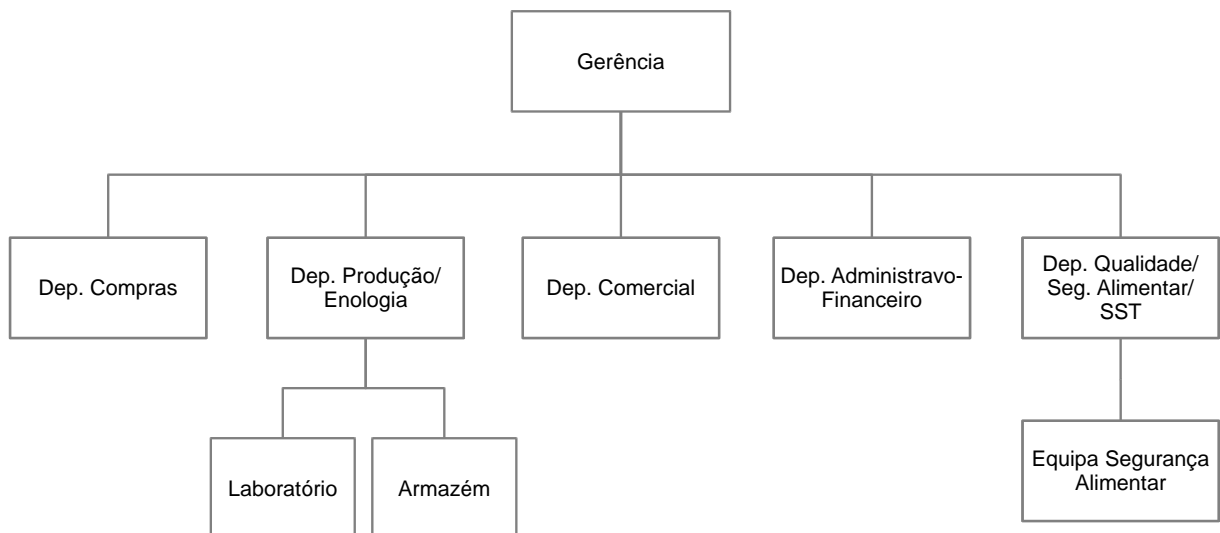 Gerência
Dep. Compras
Dep. Produção/
Enologia
Dep. Comercial
Dep. Administravo-
Financeiro
Dep. Qualidade/
Seg. Alimentar/
SST
Laboratório
Armazém
Equipa Segurança
Alimentar